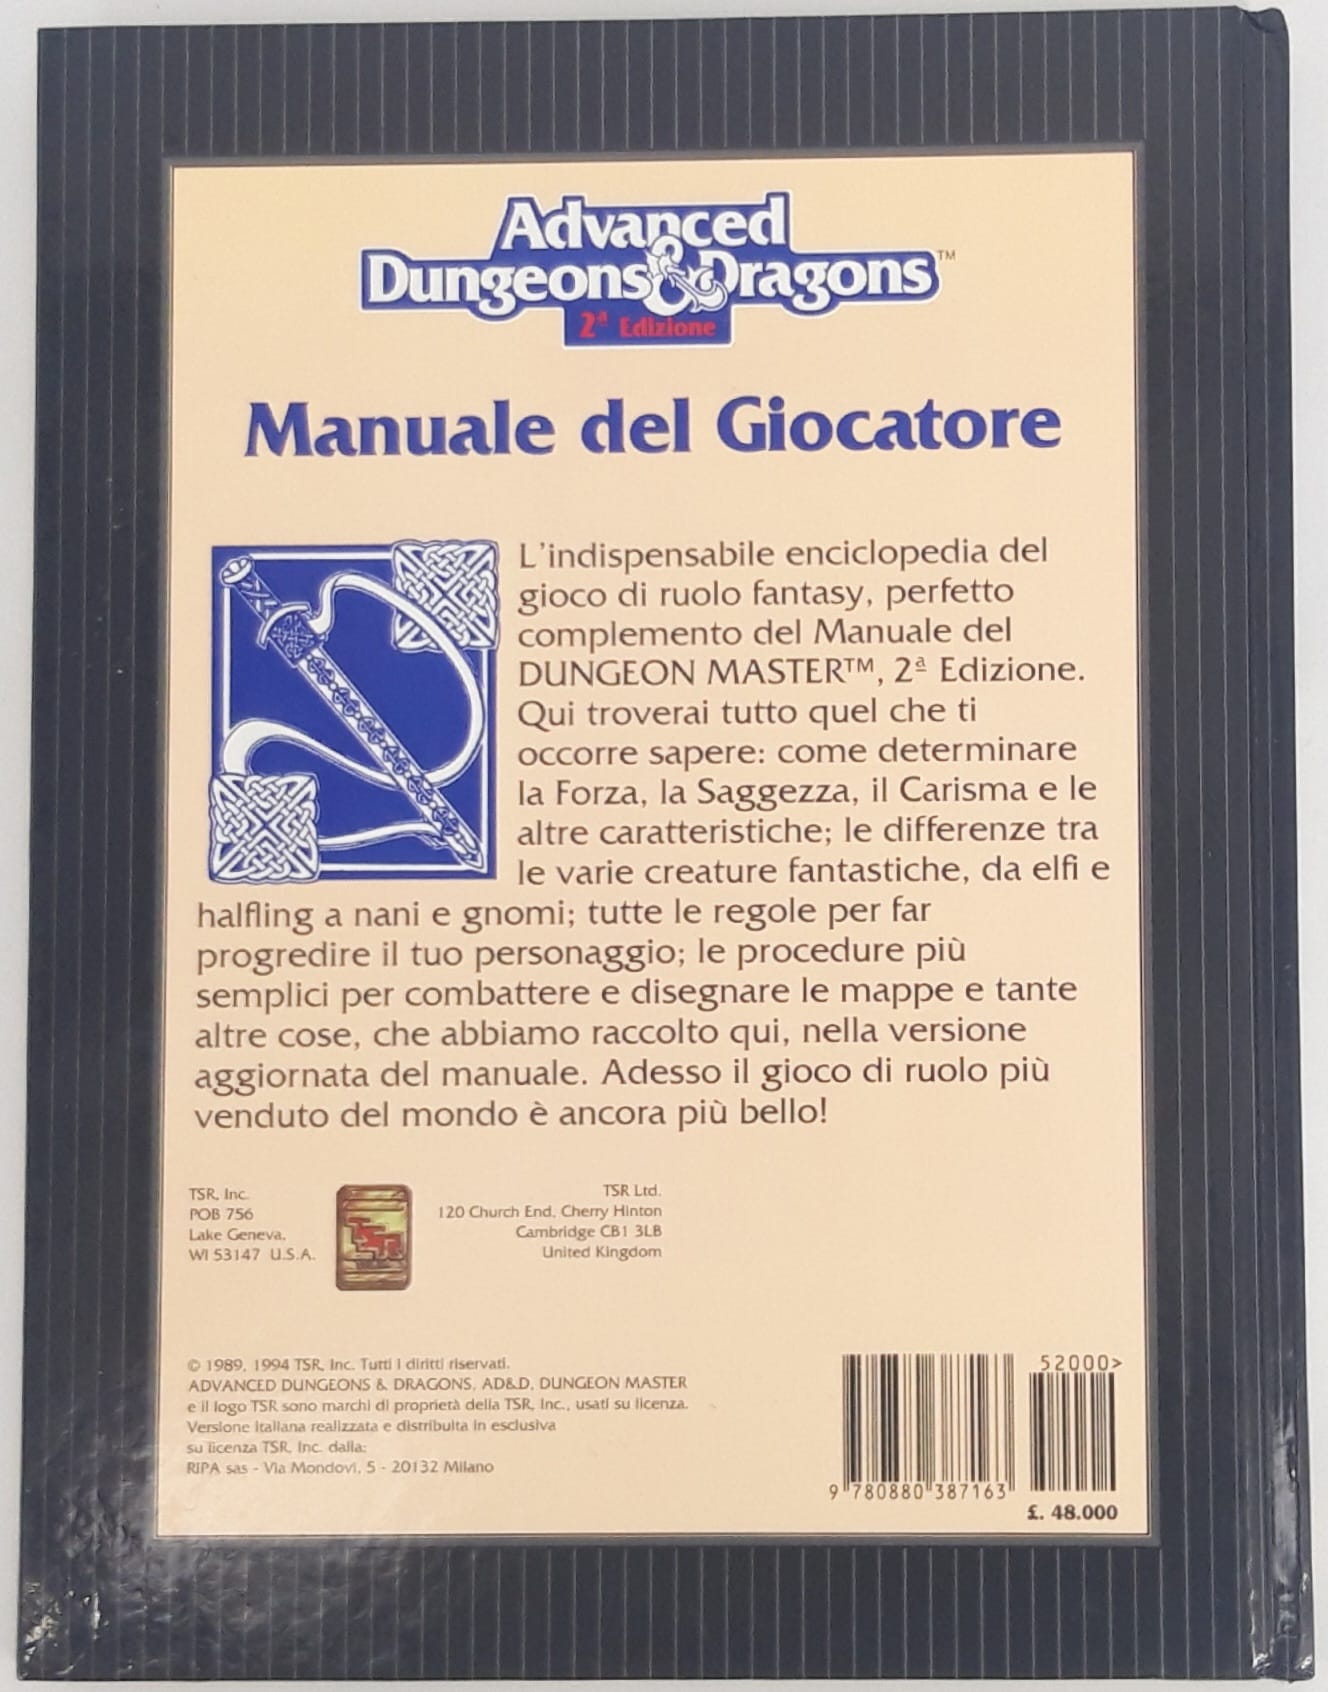 Advanced
Dungeons & Dragons™
2ª Edizione
Manuale del Giocatore
L'indispensabile enciclopedia del
gioco di ruolo fantasy, perfetto
complemento del Manuale del
DUNGEON MASTER™, 2ª Edizione.
Qui troverai tutto quel che ti
occorre sapere: come determinare
la Forza, la Saggezza, il Carisma e le
altre caratteristiche; le differenze tra
le varie creature fantastiche, da elfi e
halfling a nani e gnomi; tutte le regole per far
progredire il tuo personaggio; le procedure più
semplici per combattere e disegnare le mappe e tante
altre cose, che abbiamo raccolto qui, nella versione
aggiornata del manuale. Adesso il gioco di ruolo più
venduto del mondo è ancora più bello!
TSR, Inc.
POB 756
Lake Geneva,
WI 53147 U.S.A.
TSR Ltd.
120 Church End, Cherry Hinton
Cambridge CB1 3LB
United Kingdom
© 1989, 1994 TSR, Inc. Tutti i diritti riservati.
ADVANCED DUNGEONS & DRAGONS, AD&D, DUNGEON MASTER
e il logo TSR sono marchi di proprietà della TSR, Inc., usati su licenza.
Versione italiana realizzata e distribuita in esclusiva
su licenza TSR, Inc. dalla:
RIPA sas - Via Mondovì, 5 - 20132 Milano
52000>
9 780880 387163
£. 48.000